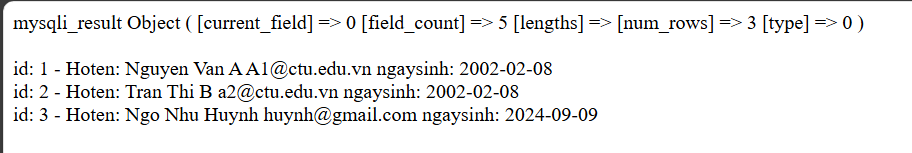 mysqli_result Object ( [current_field] => 0 [field_count] => 5 [lengths] => [num_rows] => 3 [type] => 0 )
id: 1 - Hoten: Nguyen Van A A1@ctu.edu.vn ngaysinh: 2002-02-08
id: 2 - Hoten: Tran Thi B a2@ctu.edu.vn ngaysinh: 2002-02-08
id: 3 - Hoten: Ngo Nhu Huynh huynh@gmail.com ngaysinh: 2024-09-09